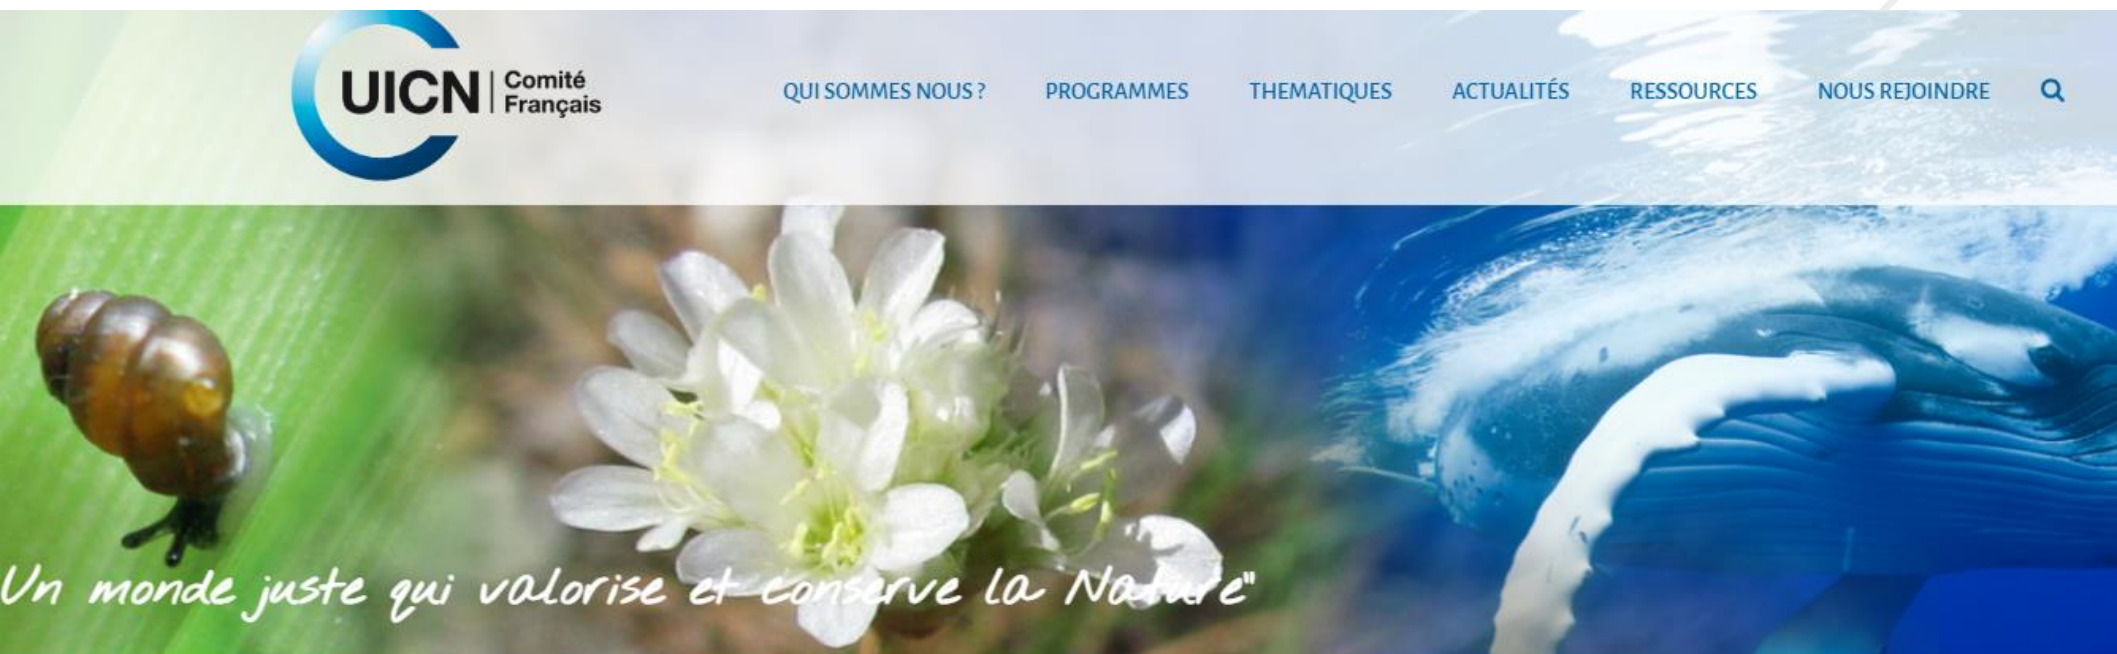 UICN
Comité
Français
QUI SOMMES NOUS ?
PROGRAMMES
THEMATIQUES
ACTUALITÉS
RESSOURCES
NOUS REJOINDRE
Un monde juste qui valorise et conserve la Nature"